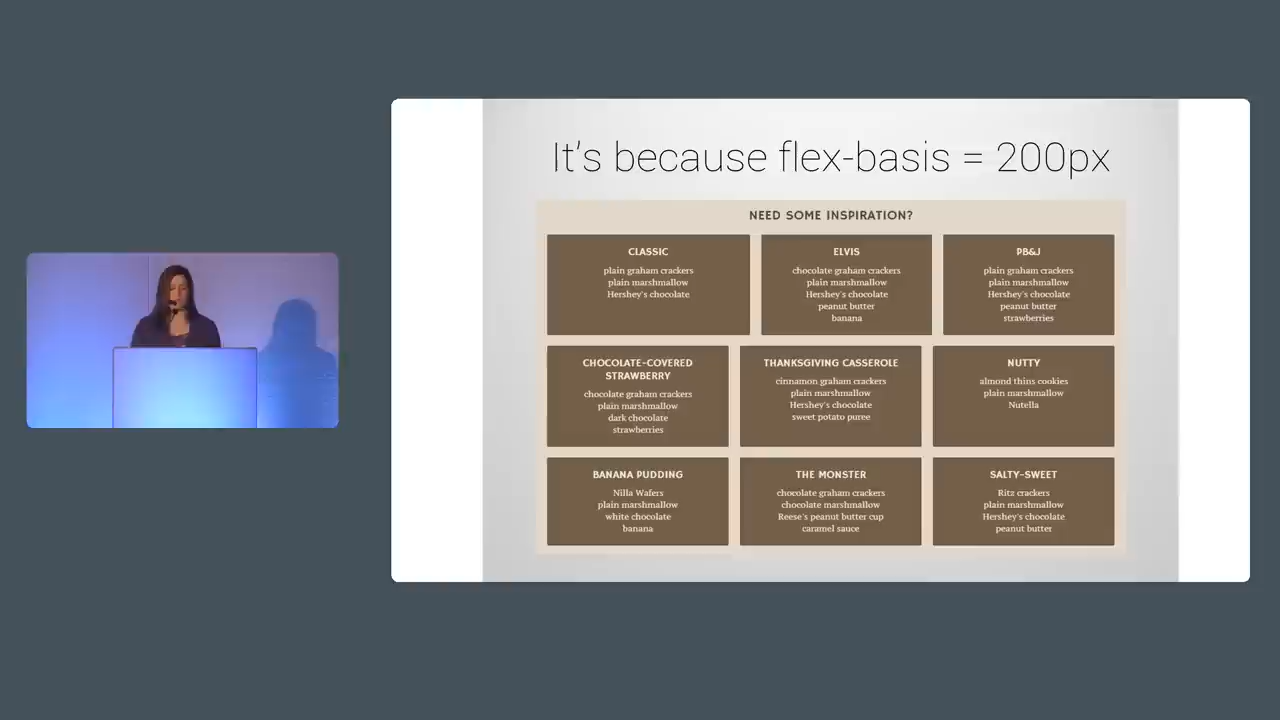 It's because flex-basis = 200px
NEED SOME INSPIRATION?
CLASSIC
plain graham crackers
plain marshmallow
Hershey's chocolate
ELVIS
chocolate graham crackers
plain marshmallow
Hershey's chocolate
peanut butter
banana
PB&J
plain graham crackers
plain marshmallow
Hershey's chocolate
peanut butter
strawberries
CHOCOLATE-COVERED
STRAWBERRY
chocolate graham crackers
plain marshmallow
dark chocolate
strawberries
THANKSGIVING CASSEROLE
cinnamon graham crackers
plain marshmallow
Hershey's chocolate
sweet potato puree
NUTTY
almond thins cookies
plain marshmallow
Nutella
BANANA PUDDING
Nilla Wafers
plain marshmallow
white chocolate
banana
THE MONSTER
chocolate graham crackers
chocolate marshmallow
Reese's peanut butter cup
caramel sauce
SALTY-SWEET
Ritz crackers
plain marshmallow
Hershey's chocolate
peanut butter